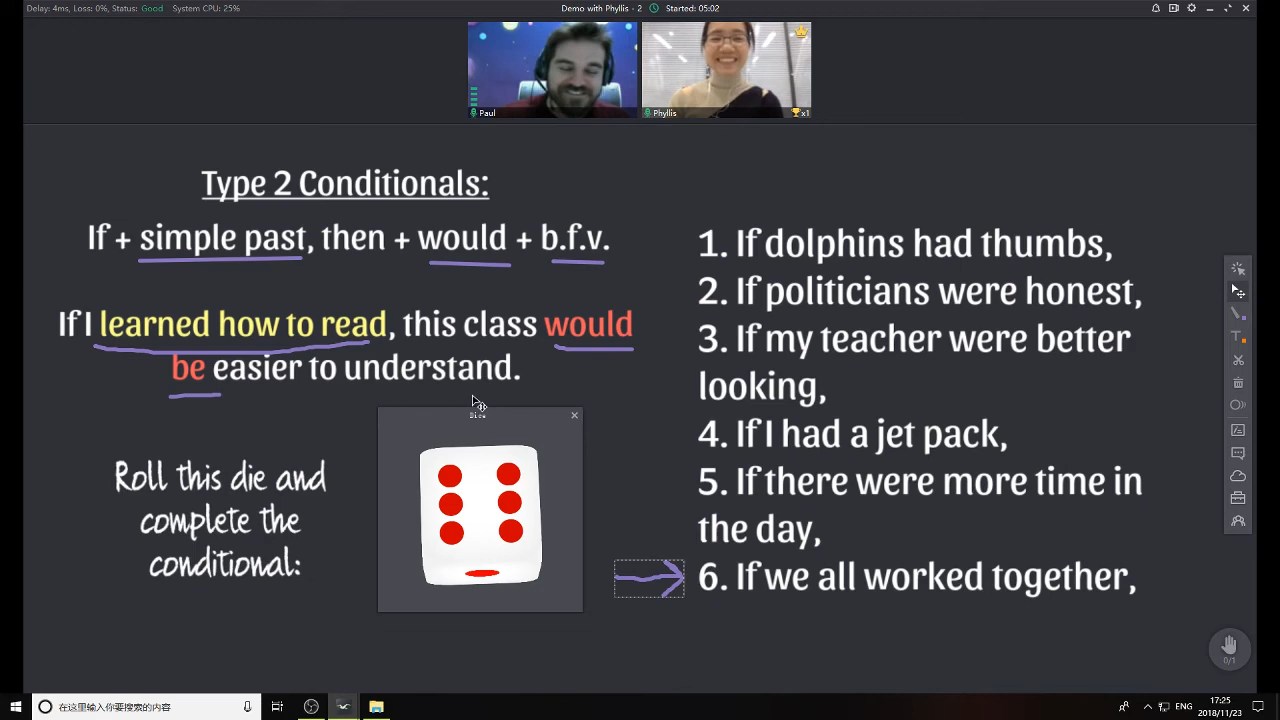 Delay: 4ms, Loss: 0%, Status: Good System CPU: 25%
Demo with Phyllis - 2 Started: 05:02
Paul
Phyllis
x1
Type 2 Conditionals:
If + simple past, then + would + b.f.v.
If I learned how to read, this class would
be easier to understand.
Dice
Roll this die and
complete the
conditional:
1. If dolphins had thumbs,
2. If politicians were honest,
3. If my teacher were better
looking,
4. If I had a jet pack,
5. If there were more time in
the day,
6. If we all worked together,
0/1
在这里输入你要搜索的内容
ENG
17:25
2018/11/23